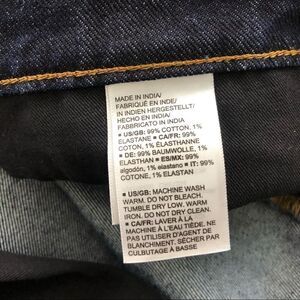 MADE IN INDIA/
FABRIQUÉ EN INDE/
IN INDIEN HERGESTELLT/
HECHO EN INDIA/
FABBRICATO IN INDIA
■ US/GB: 99% COTTON, 1%
ELASTANE ■ CA/FR: 99%
COTON, 1% ÉLASTHANNE
■ DE: 99% BAUMWOLLE, 1%
ELASTHAN ■ ES/MX: 99%
algodón, 1% elastano ■ IT: 99%
COTONE, 1% ELASTAN
■ US/GB: MACHINE WASH
WARM. DO NOT BLEACH.
TUMBLE DRY LOW. WARM
IRON. DO NOT DRY CLEAN.
■ CA/FR: LAVER À LA
MACHINE À L'EAU TIÈDE. NE
PAS UTILISER D'AGENT DE
BLANCHIMENT. SÉCHER PAR
CULBUTAGE À BASSE